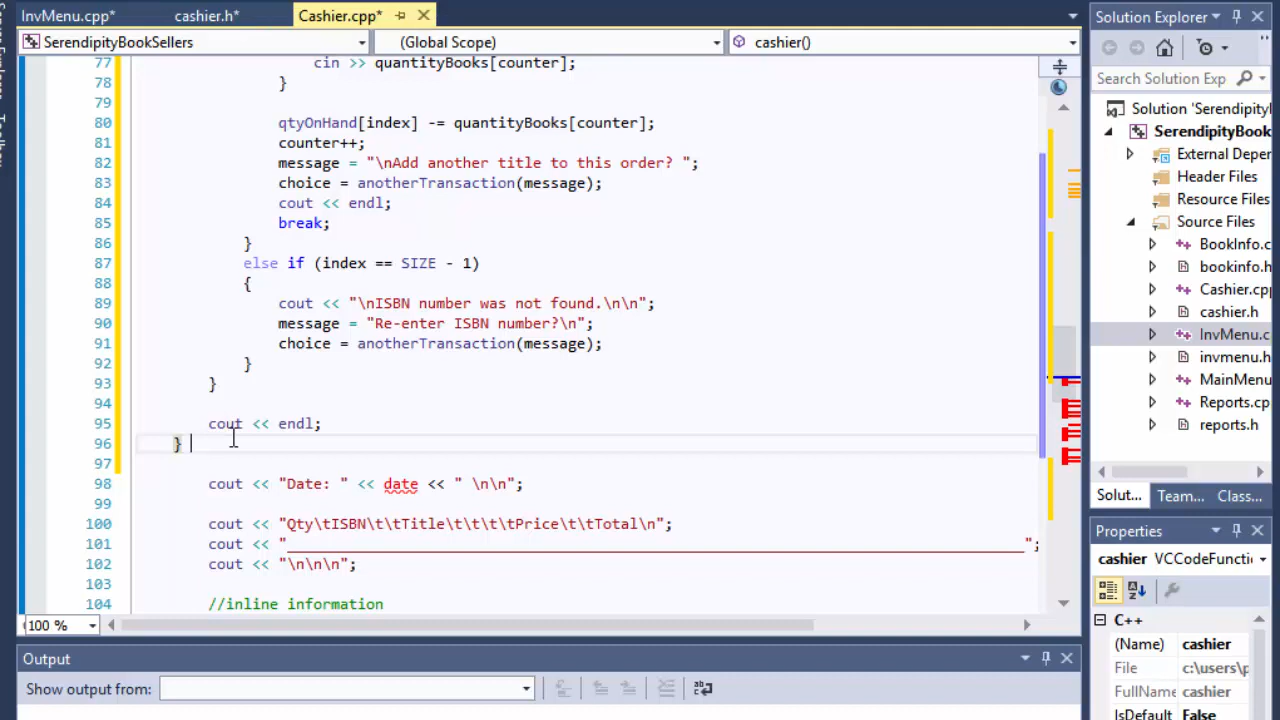 InvMenu.cpp* cashier.h* Cashier.cpp*
SerendipityBookSellers (Global Scope) cashier()
77 cin >> quantityBooks[counter];
78 }
79
80 qtyOnHand[index] -= quantityBooks[counter];
81 counter++;
82 message = "\nAdd another title to this order? ";
83 choice = anotherTransaction(message);
84 cout << endl;
85 break;
86 }
87 else if (index == SIZE - 1)
88 {
89 cout << "\nISBN number was not found.\n\n";
90 message = "Re-enter ISBN number?\n";
91 choice = anotherTransaction(message);
92 }
93 }
94
95 cout << endl;
96 }
97
98 cout << "Date: " << date << " \n\n";
99
100 cout << "Qty\tISBN\t\tTitle\t\t\t\tPrice\t\tTotal\n";
101 cout << "___________________________________________________________________________";
102 cout << "\n\n\n";
103
104 //inline information
100 %
Output
Show output from:
Solution Explorer
Search Solution Exp
Solution 'SerendipityI
SerendipityBook
External Deper
Header Files
Resource Files
Source Files
BookInfo.c
bookinfo.h
Cashier.cpp
cashier.h
InvMenu.c
invmenu.h
MainMenu
Reports.cp
reports.h
Solut... Team... Class...
Properties
cashier VCCodeFunctic
C++
(Name) cashier
File c:\users\p
FullName cashier
IsDefault False